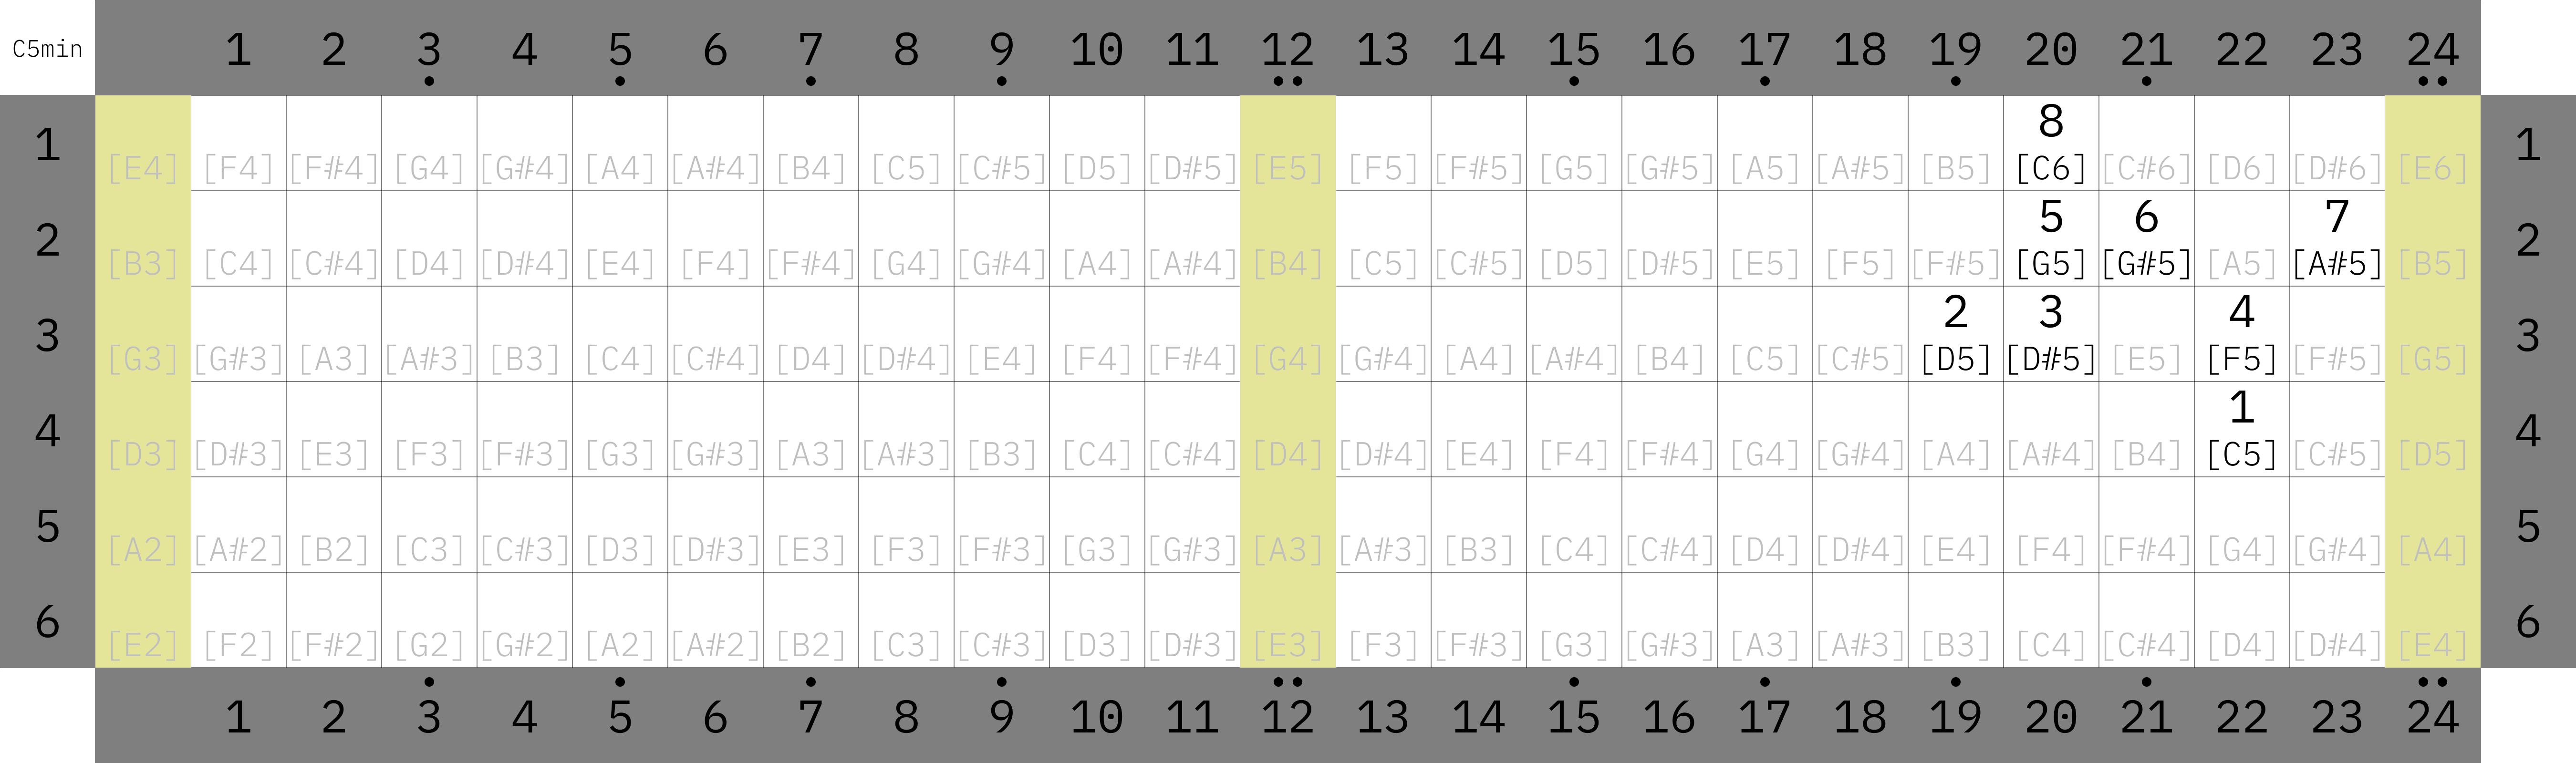 C5min 1 2 3 4 5 6 7 8 9 10 11 12 13 14 15 16 17 18 19 20 21 22 23 24
8
1 [E4] [F4] [F#4] [G4] [G#4] [A4] [A#4] [B4] [C5] [C#5] [D5] [D#5] [E5] [F5] [F#5] [G5] [G#5] [A5] [A#5] [B5] [C6] [C#6] [D6] [D#6] [E6] 1
5 6 7
2 [B3] [C4] [C#4] [D4] [D#4] [E4] [F4] [F#4] [G4] [G#4] [A4] [A#4] [B4] [C5] [C#5] [D5] [D#5] [E5] [F5] [F#5] [G5] [G#5] [A5] [A#5] [B5] 2
2 3 4
3 [G3] [G#3] [A3] [A#3] [B3] [C4] [C#4] [D4] [D#4] [E4] [F4] [F#4] [G4] [G#4] [A4] [A#4] [B4] [C5] [C#5] [D5] [D#5] [E5] [F5] [F#5] [G5] 3
1
4 [D3] [D#3] [E3] [F3] [F#3] [G3] [G#3] [A3] [A#3] [B3] [C4] [C#4] [D4] [D#4] [E4] [F4] [F#4] [G4] [G#4] [A4] [A#4] [B4] [C5] [C#5] [D5] 4
5 [A2] [A#2] [B2] [C3] [C#3] [D3] [D#3] [E3] [F3] [F#3] [G3] [G#3] [A3] [A#3] [B3] [C4] [C#4] [D4] [D#4] [E4] [F4] [F#4] [G4] [G#4] [A4] 5
6 [E2] [F2] [F#2] [G2] [G#2] [A2] [A#2] [B2] [C3] [C#3] [D3] [D#3] [E3] [F3] [F#3] [G3] [G#3] [A3] [A#3] [B3] [C4] [C#4] [D4] [D#4] [E4] 6
1 2 3 4 5 6 7 8 9 10 11 12 13 14 15 16 17 18 19 20 21 22 23 24